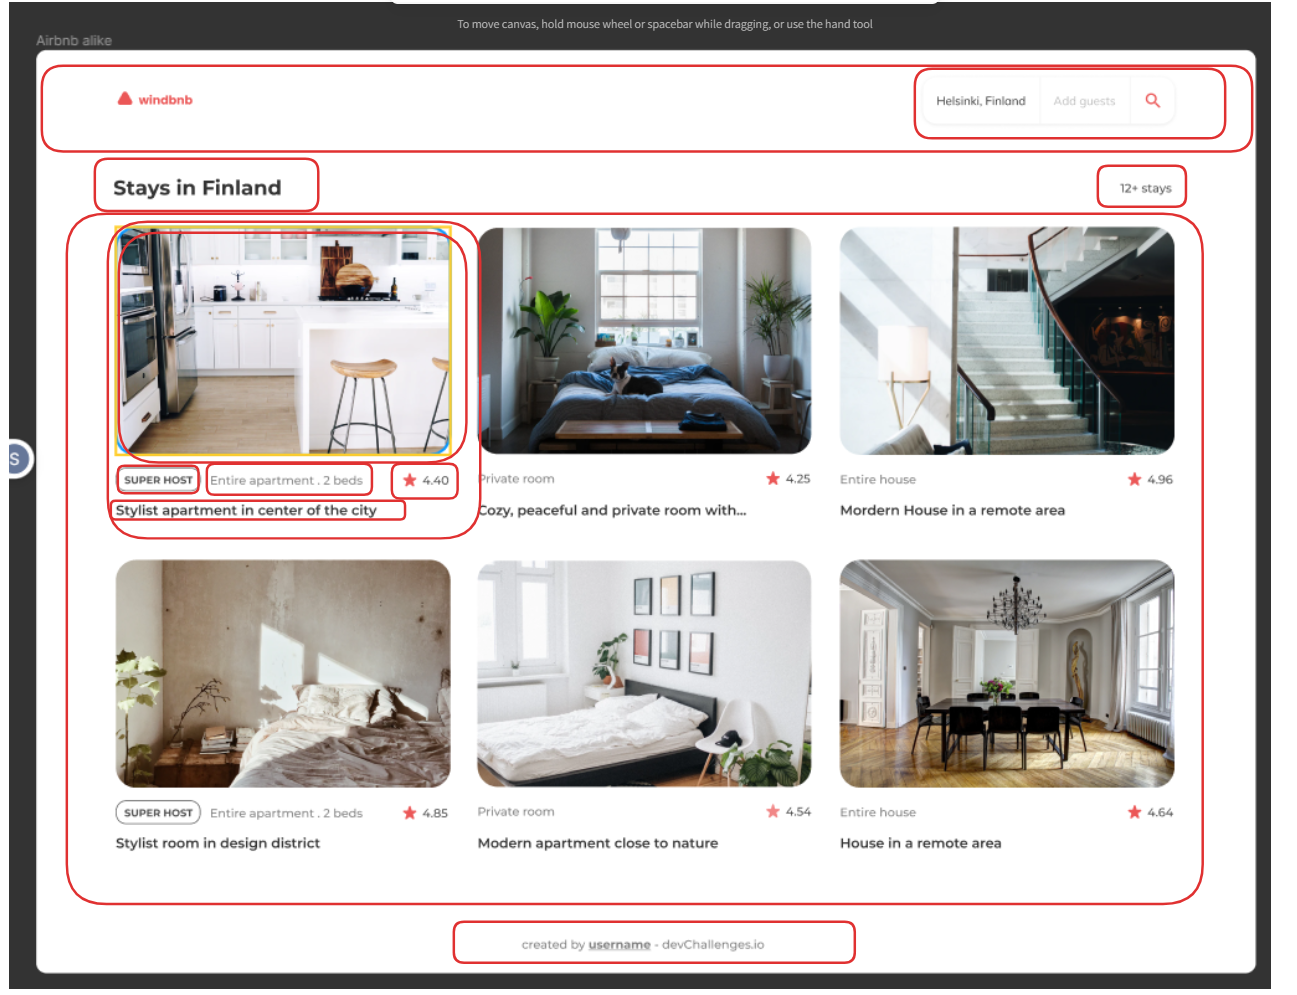 To move canvas, hold mouse wheel or spacebar while dragging, or use the hand tool
Airbnb alike
windbnb
Helsinki, Finland
Add guests
Stays in Finland
12+ stays
SUPER HOST
Entire apartment . 2 beds
4.40
Stylist apartment in center of the city
Private room
4.25
Cozy, peaceful and private room with...
Entire house
4.96
Mordern House in a remote area
SUPER HOST
Entire apartment . 2 beds
4.85
Stylist room in design district
Private room
4.54
Modern apartment close to nature
Entire house
4.64
House in a remote area
created by username - devChallenges.io
S